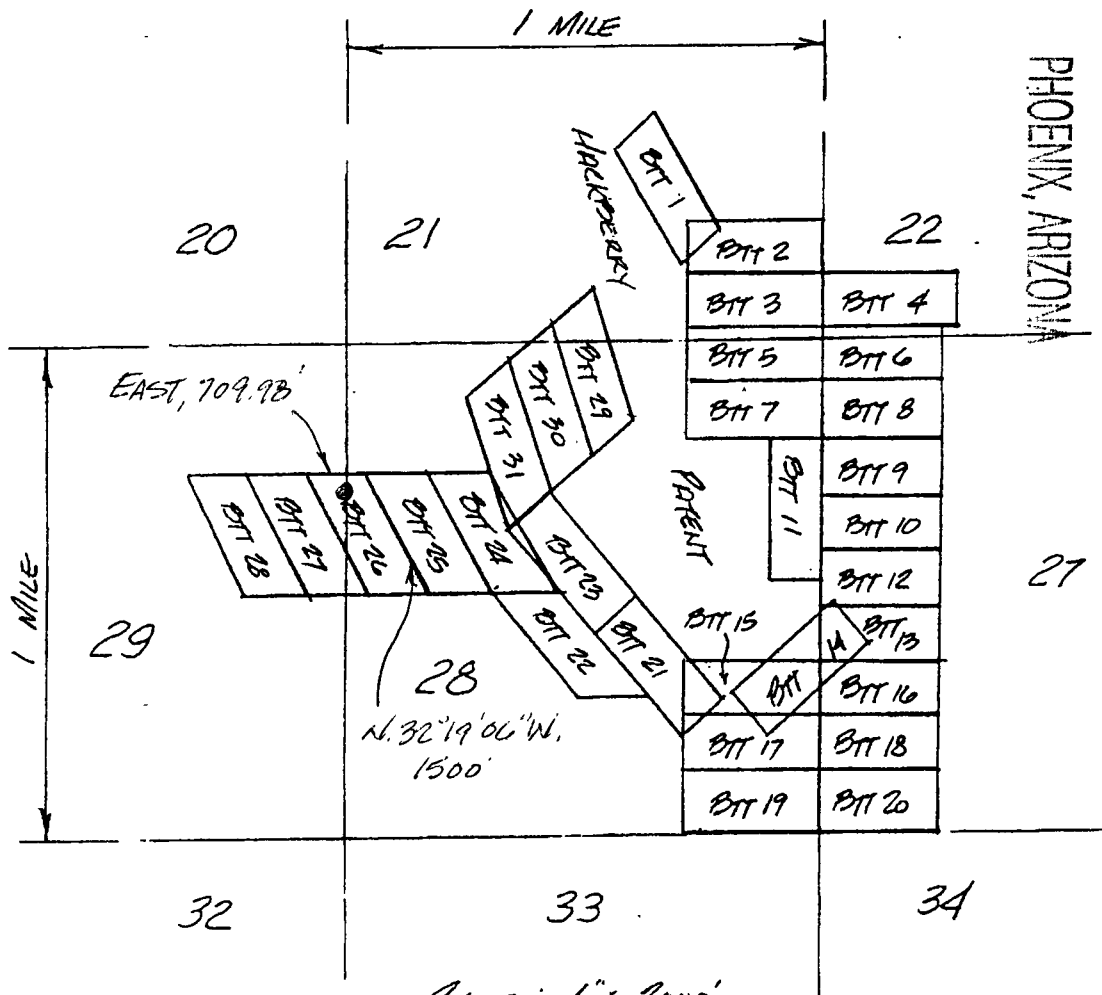 1 MILE
PHOENIX, ARIZONA
HACKBERRY
BTT 1
20
21
22
BTT 2
BTT 3
BTT 4
BTT 5
BTT 6
BTT 7
BTT 8
EAST, 709.98'
BTT 29
BTT 30
BTT 31
BTT 9
BTT 11
PATENT
BTT 10
BTT 28
BTT 27
BTT 26
BTT 25
BTT 24
BTT 23
BTT 12
27
1 MILE
29
BTT 22
BTT 21
BTT 15
BTT 14
BTT 13
28
BTT 16
N.32°19'06"W.
1500'
BTT 17
BTT 18
BTT 19
BTT 20
32
33
34